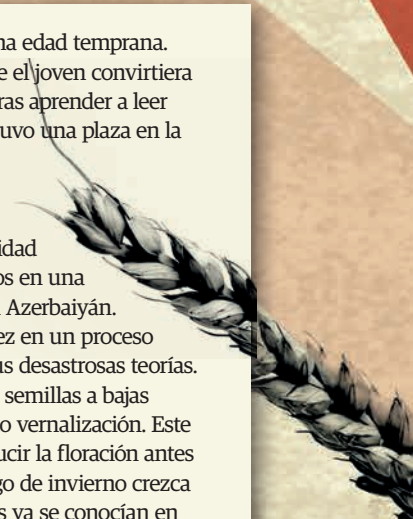 na edad temprana.
e el joven convirtiera
ras aprender a leer
uvo una plaza en la
idad
os en una
Azerbaiyán.
ez en un proceso
us desastrosas teorías.
semillas a bajas
o vernalización. Este
ucir la floración antes
go de invierno crezca
s ya se conocían en